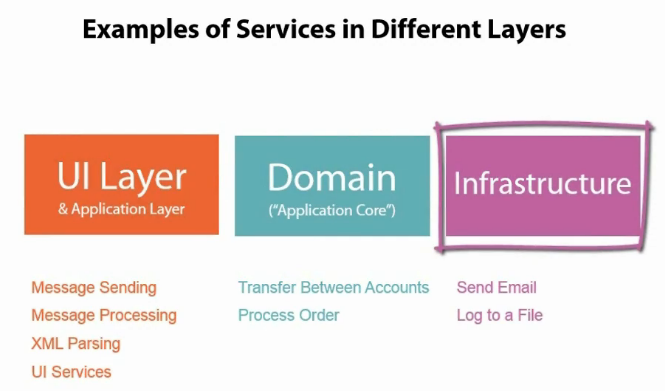 Examples of Services in Different Layers
UI Layer
& Application Layer
Domain
("Application Core")
Infrastructure
Message Sending
Message Processing
XML Parsing
UI Services
Transfer Between Accounts
Process Order
Send Email
Log to a File